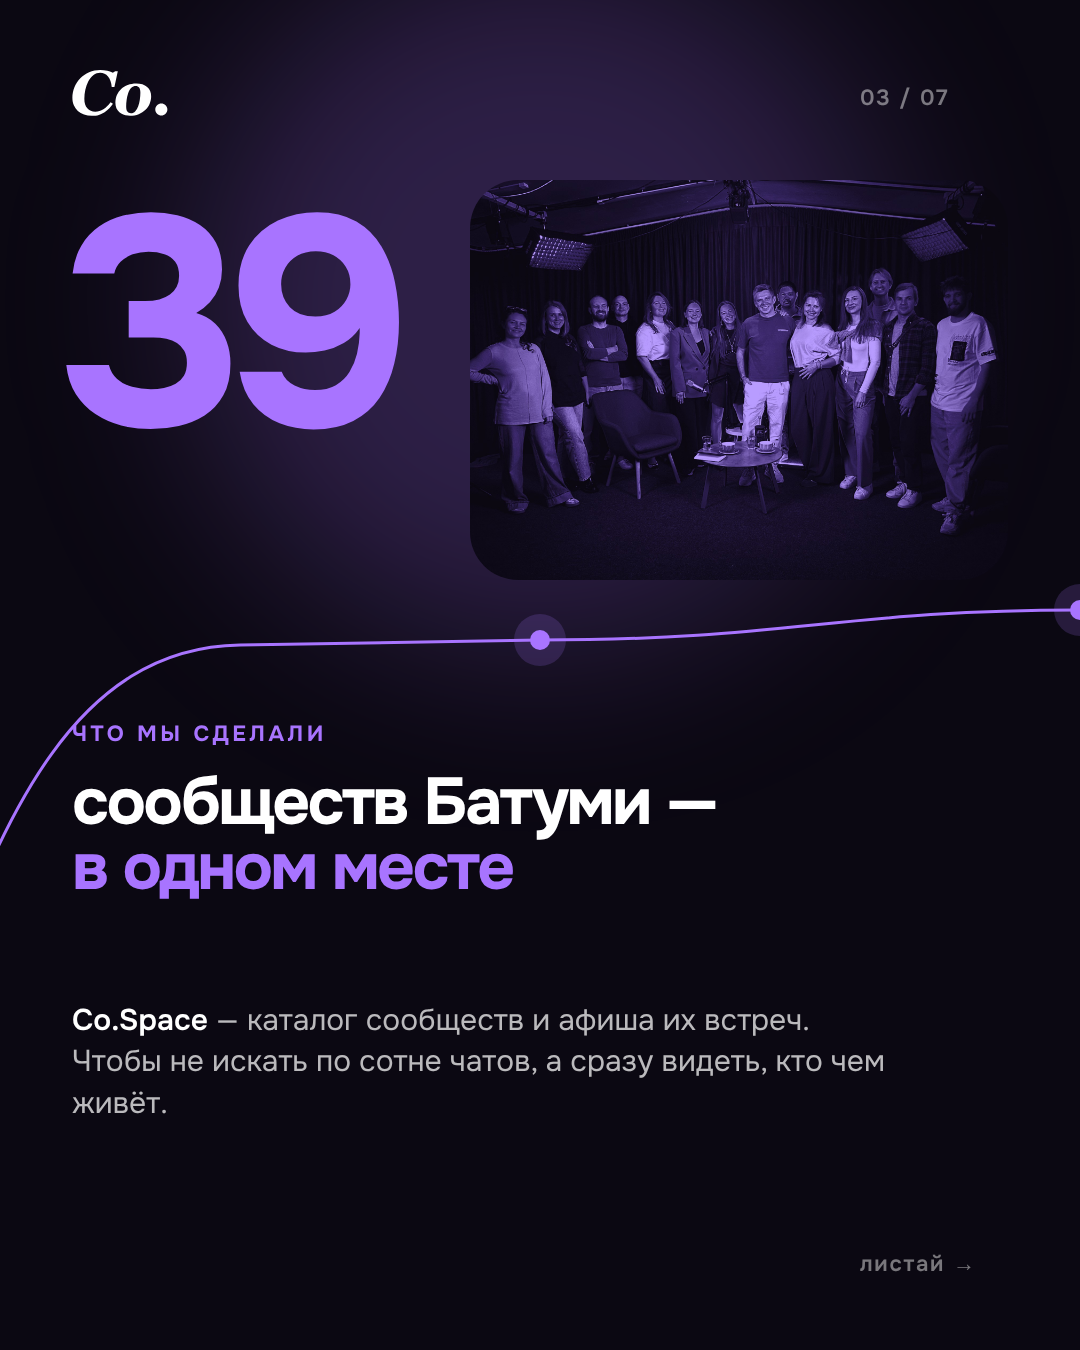 Co.
03 / 07
39
ЧТО МЫ СДЕЛАЛИ
сообществ Батуми —
в одном месте
Co.Space — каталог сообществ и афиша их встреч.
Чтобы не искать по сотне чатов, а сразу видеть, кто чем
живёт.
листай →